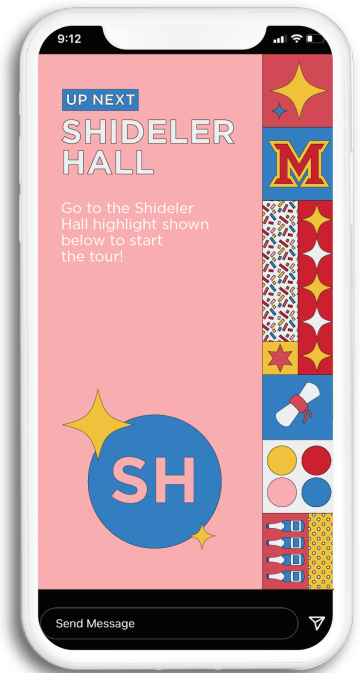 9:12
UP NEXT
SHIDELER
HALL
M
Go to the Shideler
Hall highlight shown
below to start
the tour!
SH
Send Message